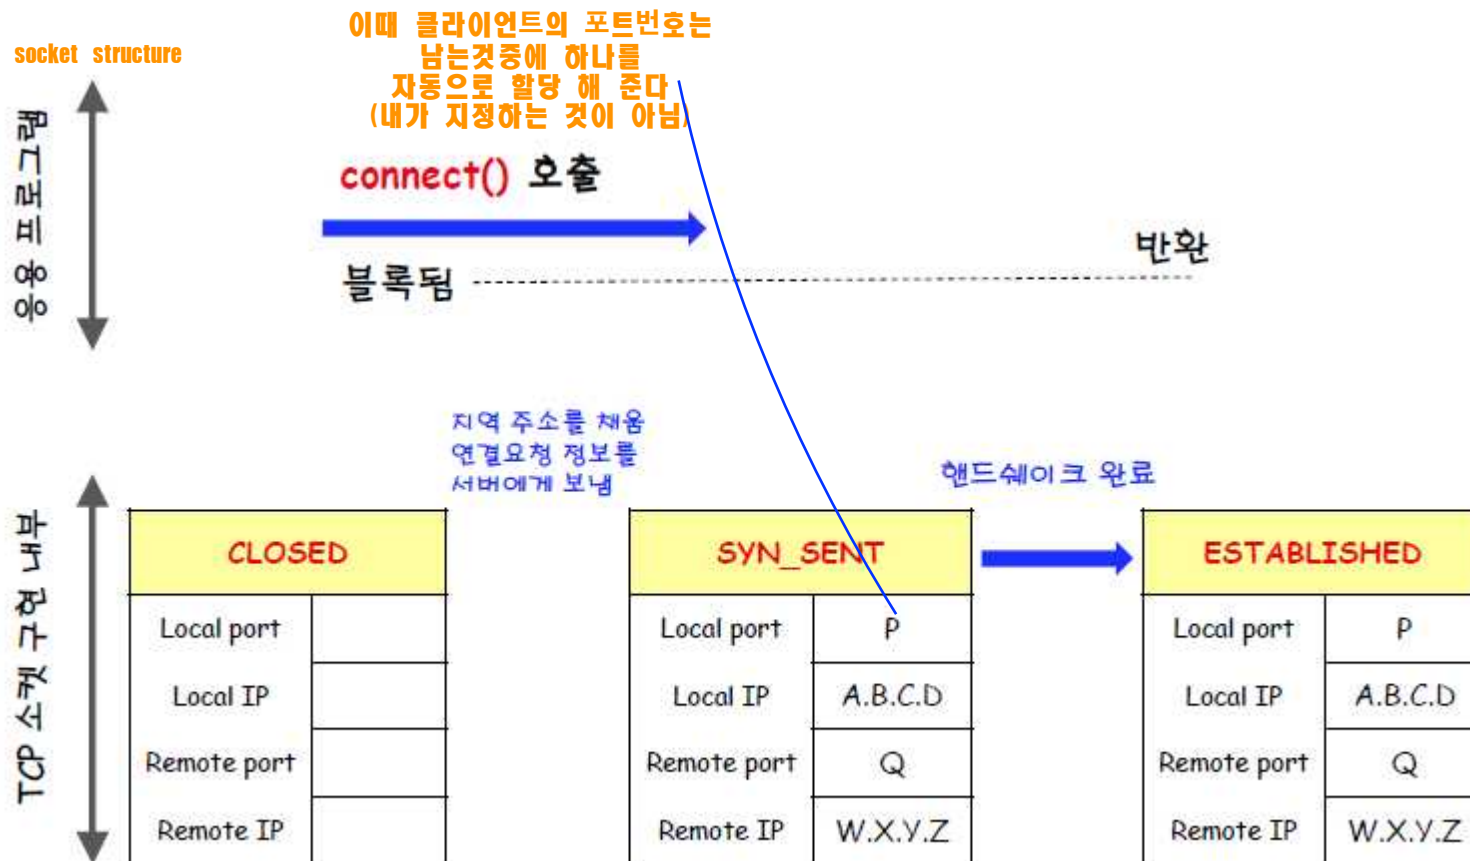 이때 클라이언트의 포트번호는
남는것중에 하나를
자동으로 할당 해 준다
(내가 지정하는 것이 아님)
socket structure
응용 프로그램
connect() 호출
블록됨
반환
지역 주소를 채움
연결요청 정보를
서버에게 보냄
핸드쉐이크 완료
TCP 소켓 구현 내부
CLOSED
Local port
Local IP
Remote port
Remote IP
SYN_SENT
Local port P
Local IP A.B.C.D
Remote port Q
Remote IP W.X.Y.Z
ESTABLISHED
Local port P
Local IP A.B.C.D
Remote port Q
Remote IP W.X.Y.Z